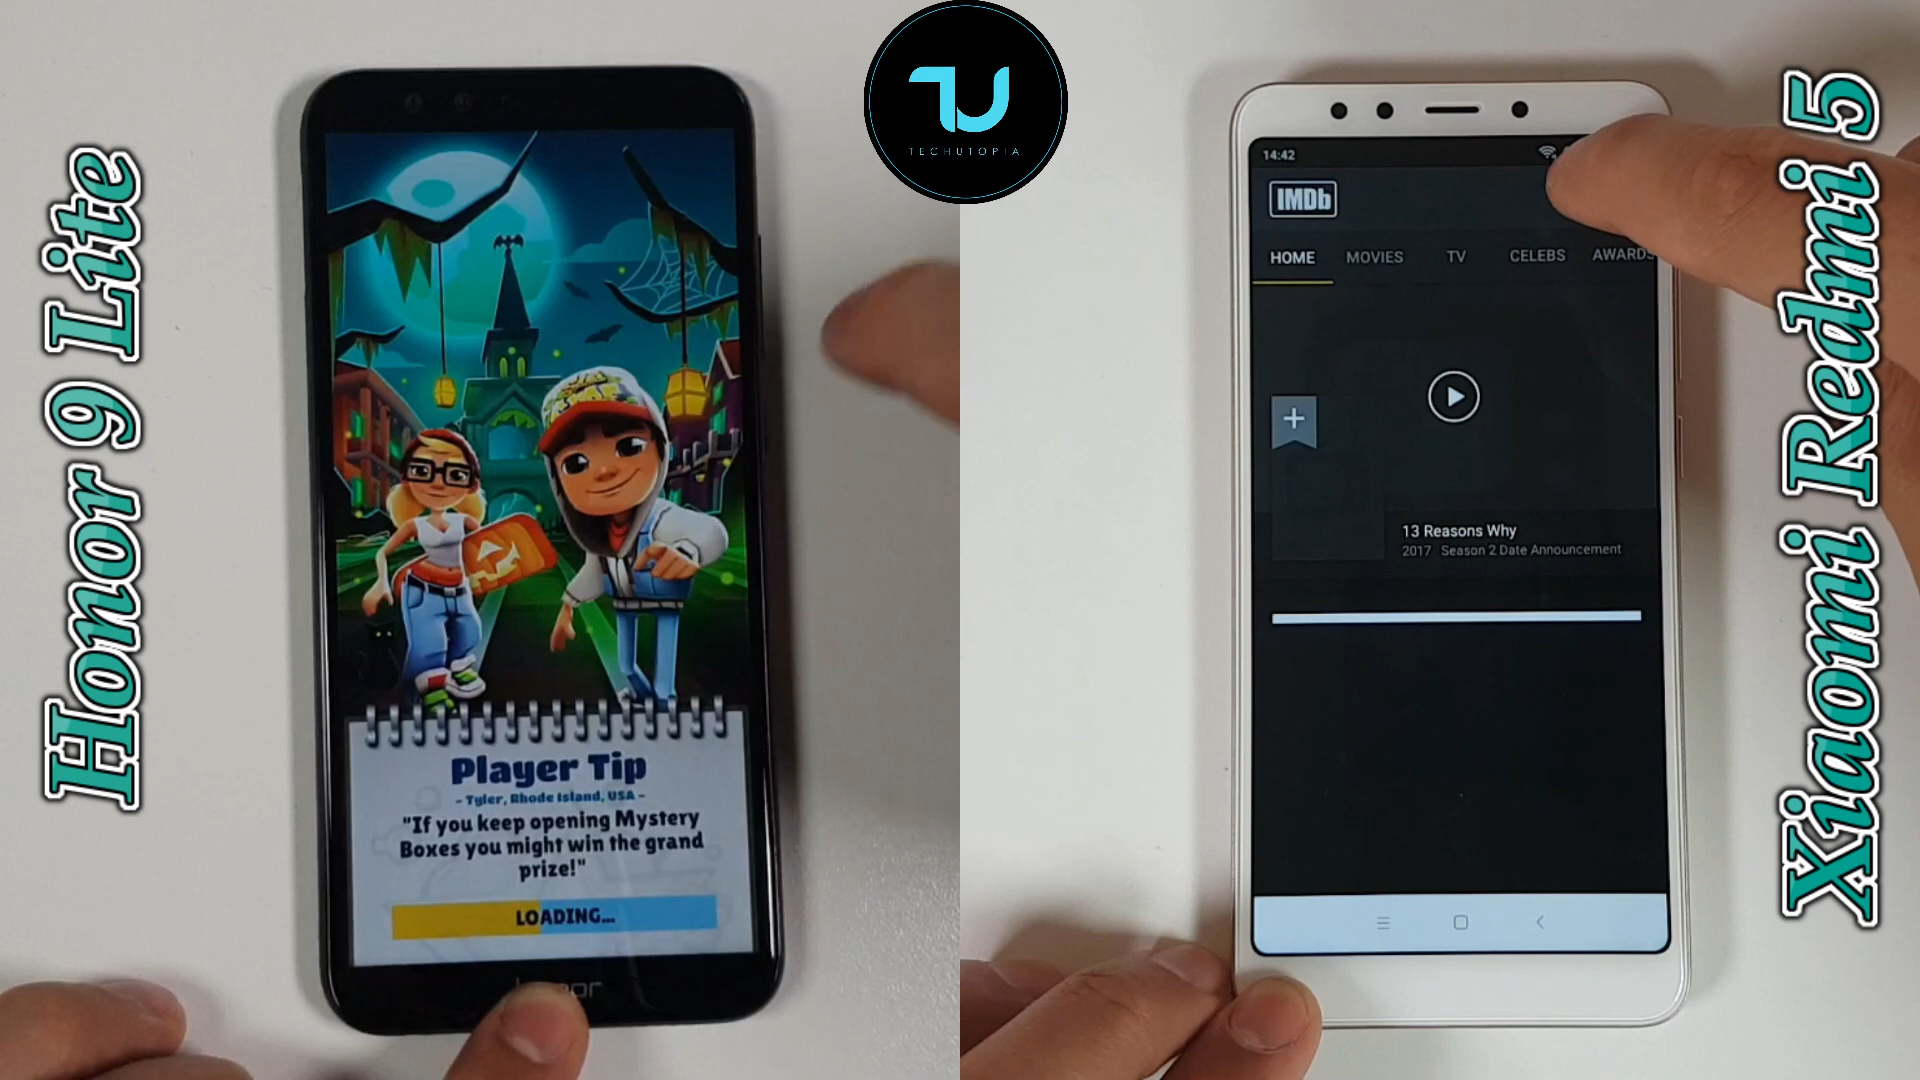 Honor 9 Lite
TECHUTOPIA
Player Tip
- Tyler, Rhode Island, USA -
"If you keep opening Mystery
Boxes you might win the grand
prize!"
LOADING...
14:42
IMDb
HOME MOVIES TV CELEBS AWARDS
13 Reasons Why
2017 Season 2 Date Announcement
Xiaomi Redmi 5